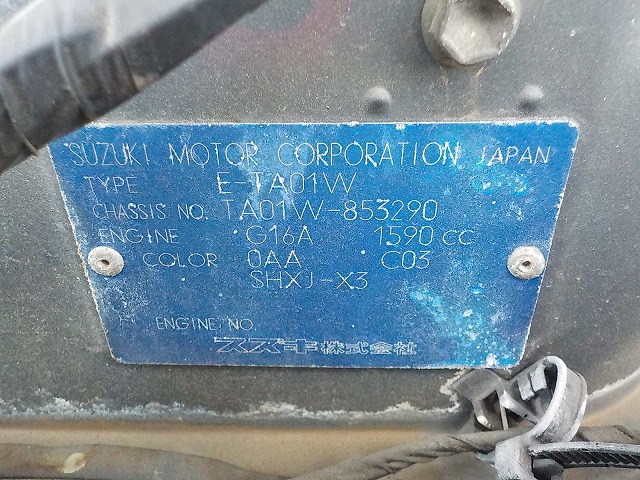 SUZUKI MOTOR CORPORATION JAPAN
TYPE E-TA01W
CHASSIS NO. TA01W-853290
ENGINE G16A 1590 CC
COLOR 0AA C03
SHXJ-X3
ENGINE NO.
スズキ株式会社